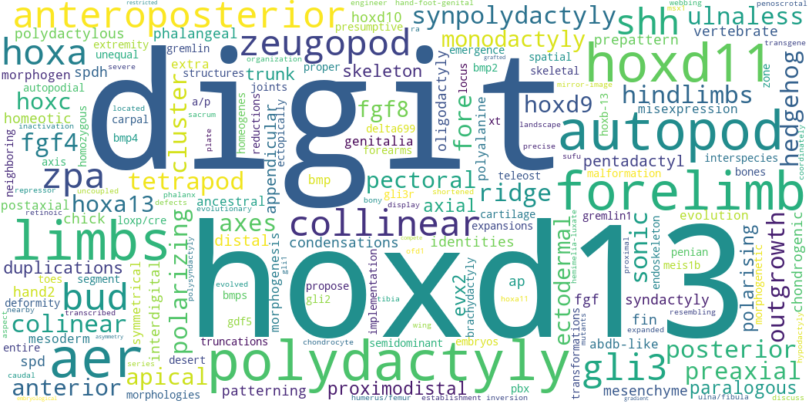 restricted
engineer hand-foot-genital
webbing
msx1
penoscrotal
anteroposterior
hoxd10
synpolydactyly
shh
ulnaless
polydactylous
phalangeal
presumptive
vertebrate
hoxa
extremity
gremlin
zeugopod
monodactyly
prepattern
unequal
extra
emergence
spatial
hoxd11
morphogen
spdh
structures
trunk
skeleton
proper
bmp2
skeletal
hedgehog
zone
autopodial
severe
organization
joints
locus
transgene
hoxc
cluster
a/p
sacrum
reductions
fgf8
fore
oligodactyly
hoxd9
hindlimbs
misexpression
homeotic
inactivation
located
carpal
plate
homeogenes
appendicular
ectopically
delta699
genitalia
forearms
xt
polyalanine
grafted
mirror-image
hoxb-13
landscape
precise
sufu
autopod
neighboring
fgf4
homozygous
bmp4
digit
bmp
gli3r
shortened
teleost
pentadactyl
interspecies
bones
axis
repressor
uncoupled
phalanx
defects
tetrapod
pectoral
bony
display
ridge
malformation
forelimb
zpa
retinoic
evolutionary
postaxial
hoxa13
ancestral
axial
cartilage
expansions
chick
loxp/cre
axes
collinear
identities
gremlin1
evolution
limbs
polarizing
distal
condensations
ectodermal
hemimelia-luxate
sonic
endoskeleton
penian
meis1b
proximal
polarising
morphogenetic
outgrowth
chondrogenic
duplications
hand2
toes
segment
deformity
nearby
transcribed
bud
symmetrical
interdigital
polysyndactyly
evolved
bmps
morphogenesis
gli1
propose
gli2
implementation
tibia
evx2
brachydactyly
hoxa11
ap
hoxd13
fgf
syndactyly
fin
resembling
expanded
colinear
mesoderm
gdf5
chondrocyte
wing
transformations
mutants
abdb-like
entire
aspect
spd
caudal
aer
series
asymmetry
truncations
desert
semidominant
embryos
gli3
posterior
preaxial
anterior
apical
polydactyly
patterning
proximodistal
pbx
mesenchyme
paralogous
morphologies
humerus/femur
establishment
inversion
ulna/fibula
gradient
discuss